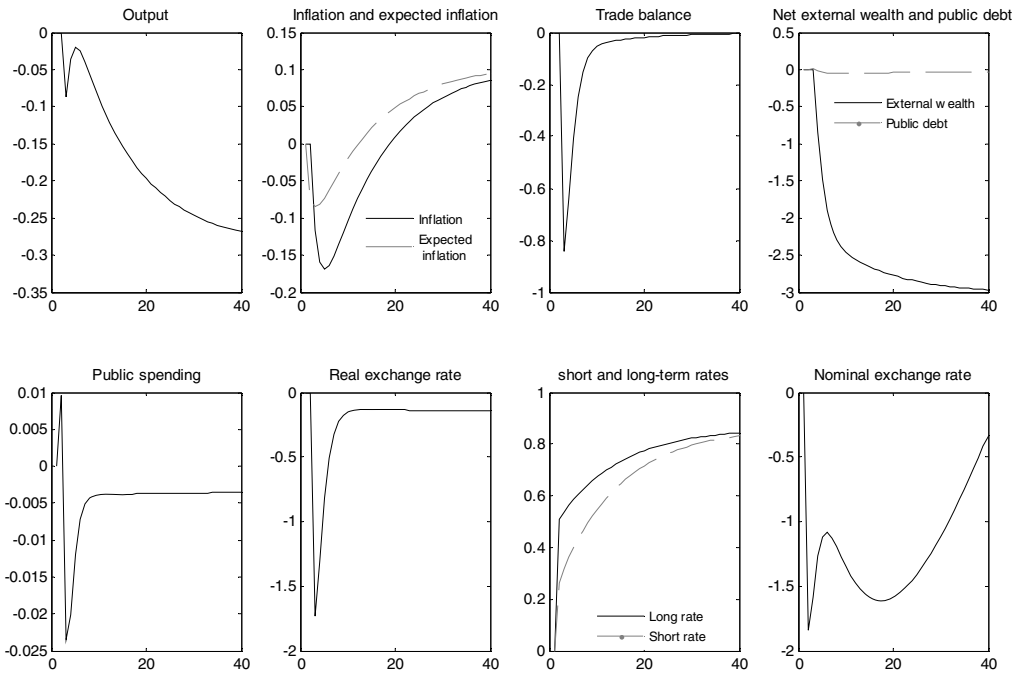 Output
0
-0.05
-0.1
-0.15
-0.2
-0.25
-0.3
-0.35
0 20 40
Inflation and expected inflation
0.15
0.1
0.05
0
-0.05
-0.1
-0.15
-0.2
0 20 40
Inflation
Expected
inflation
Trade balance
0
-0.2
-0.4
-0.6
-0.8
-1
0 20 40
Net external wealth and public debt
0.5
0
-0.5
-1
-1.5
-2
-2.5
-3
0 20 40
External wealth
Public debt
Public spending
0.01
0.005
0
-0.005
-0.01
-0.015
-0.02
-0.025
0 20 40
Real exchange rate
0
-0.5
-1
-1.5
-2
0 20 40
short and long-term rates
1
0.8
0.6
0.4
0.2
0
0 20 40
Long rate
Short rate
Nominal exchange rate
0
-0.5
-1
-1.5
-2
0 20 40